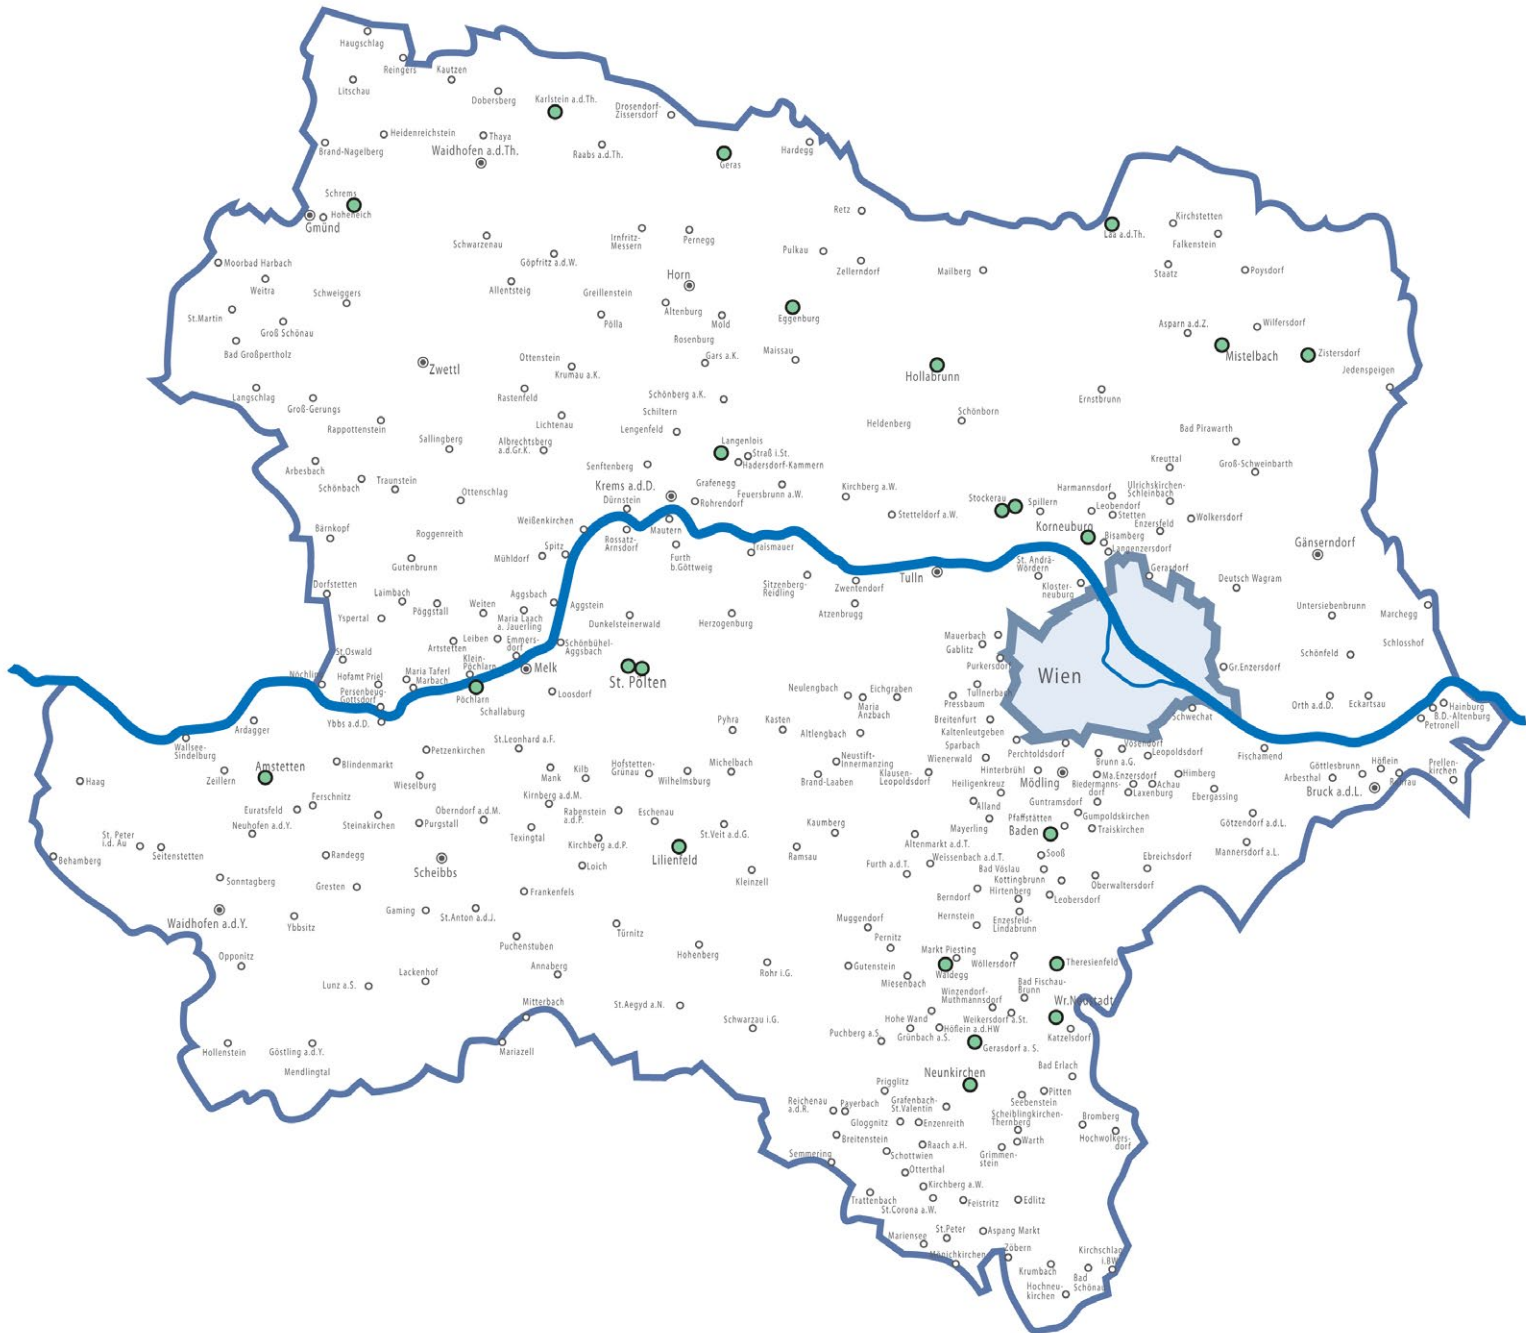 Haugschlag
Reingers
Kautzen
Litschau
Dobersberg
Karlstein a.d.Th.
Drosendorf-
Zissersdorf
Heidenreichstein
Thaya
Brand-Nagelberg
Waidhofen a.d.Th.
Raabs a.d.Th.
Geras
Hardegg
Schrems
Hoheneich
Gmünd
Retz
Kirchstetten
Laa a.d.Th.
Falkenstein
Schwarzenau
Irnfritz-
Messern
Pernegg
Pulkau
Zellerndorf
Mailberg
Staatz
Poysdorf
Moorbad Harbach
Göpfritz a.d.W.
Weitra
Schweiggers
Allentsteig
Horn
Greillenstein
Altenburg
Mold
Eggenburg
St.Martin
Groß Schönau
Pölla
Rosenburg
Asparn a.d.Z.
Wilfersdorf
Bad Großpertholz
Zwettl
Ottenstein
Krumau a.K.
Gars a.K.
Maissau
Hollabrunn
Mistelbach
Zistersdorf
Jedenspeigen
Langschlag
Groß-Gerungs
Rastenfeld
Schönberg a.K.
Ernstbrunn
Rappottenstein
Lichtenau
Schiltern
Lengenfeld
Heldenberg
Schönborn
Sallingberg
Albrechtsberg
a.d.Gr.K.
Langenlois
Straß i.St.
Hadersdorf-Kammern
Bad Pirawarth
Arbesbach
Schönbach
Traunstein
Senftenberg
Kreuttal
Groß-Schweinbarth
Ottenschlag
Krems a.d.D.
Grafenegg
Feuersbrunn a.W.
Kirchberg a.W.
Harmannsdorf
Ulrichskirchen-
Schleinbach
Dürnstein
Rohrendorf
Stockerau
Spillern
Leobendorf
Stetten
Bärnkopf
Roggenreith
Weißenkirchen
Mautern
Stetteldorf a.W.
Korneuburg
Enzersfeld
Wolkersdorf
Bisamberg
Langenzersdorf
Gutenbrunn
Mühldorf
Spitz
Rossatz-
Arnsdorf
Furth
b.Göttweig
Traismauer
Gänserndorf
Dorfstetten
Sitzenberg-
Reidling
Zwentendorf
Tulln
St. Andrä-
Wördern
Kloster-
neuburg
Gerasdorf
Deutsch Wagram
Laimbach
Pöggstall
Weiten
Aggsbach
Aggstein
Atzenbrugg
Yspertal
Maria Laach
a. Jauerling
Dunkelsteinerwald
Herzogenburg
Untersiebenbrunn
Marchegg
Artstetten
Leiben
Emmers-
dorf
Schönbühel-
Aggsbach
Mauerbach
Gablitz
Schlosshof
St.Oswald
Klein-
Pöchlarn
Melk
Purkersdorf
Schönfeld
Nöchling
Hofamt Priel
Maria Taferl
Marbach
St. Pölten
Wien
Gr.Enzersdorf
Persenbeug-
Gottsdorf
Pöchlarn
Loosdorf
Neulengbach
Eichgraben
Tullnerbach
Pressbaum
Orth a.d.D.
Eckartsau
Hainburg
B.D.-Altenburg
Petronell
Ybbs a.d.D.
Schallaburg
Maria
Anzbach
Schwechat
Ardagger
Pyhra
Kasten
Altlengbach
Breitenfurt
Kaltenleutgeben
Wallsee-
Sindelburg
Petzenkirchen
St.Leonhard a.F.
Sparbach
Wienerwald
Perchtoldsdorf
Vösendorf
Leopoldsdorf
Fischamend
Haag
Zeillern
Amstetten
Blindenmarkt
Wieselburg
Mank
Kilb
Hofstetten-
Grünau
Wilhelmsburg
Michelbach
Neustift-
Innermanzing
Brand-Laaben
Klausen-
Leopoldsdorf
Hinterbrühl
Mödling
Brunn a.G.
Ma.Enzersdorf
Biedermanns-
dorf
Achau
Laxenburg
Himberg
Ebergassing
Göttlesbrunn
Arbesthal
Höflein
Rohrau
Prellen-
kirchen
Bruck a.d.L.
Euratsfeld
Ferschnitz
Kirnberg a.d.M.
Heiligenkreuz
Alland
Guntramsdorf
Gumpoldskirchen
Neuhofen a.d.Y.
Steinakirchen
Oberndorf a.d.M.
Purgstall
Rabenstein
a.d.P.
Eschenau
Mayerling
Pfaffstätten
Traiskirchen
Götzendorf a.d.L.
St. Peter
i.d. Au
Seitenstetten
Texingtal
Kirchberg a.d.P.
St.Veit a.d.G.
Kaumberg
Altenmarkt a.d.T.
Baden
Mannersdorf a.L.
Behamberg
Randegg
Scheibbs
Loich
Lilienfeld
Ramsau
Furth a.d.T.
Weissenbach a.d.T.
Sooß
Bad Vöslau
Ebreichsdorf
Sonntagberg
Gresten
Frankenfels
Kleinzell
Kottingbrunn
Oberwaltersdorf
Berndorf
Hirtenberg
Leobersdorf
Waidhofen a.d.Y.
Ybbsitz
Gaming
St.Anton a.d.J.
Türnitz
Muggendorf
Hernstein
Enzesfeld-
Lindabrunn
Puchenstuben
Hohenberg
Pernitz
Opponitz
Lackenhof
Annaberg
Rohr i.G.
Gutenstein
Markt Piesting
Waldegg
Wöllersdorf
Theresienfeld
Lunz a.S.
Miesenbach
Bad Fischau-
Brunn
Mitterbach
St.Aegyd a.N.
Winzendorf-
Muthmannsdorf
Wr.Neustadt
Schwarzau i.G.
Hohe Wand
Weikersdorf a.St.
Puchberg a.S.
Grünbach a.S.
Höflein a.d.HW
Katzelsdorf
Hollenstein
Göstling a.d.Y.
Mariazell
Gerasdorf a. S.
Mendlingtal
Neunkirchen
Bad Erlach
Prigglitz
Pitten
Reichenau
a.d.R.
Payerbach
Grafenbach-
St.Valentin
Seebenstein
Gloggnitz
Enzenreith
Scheiblingkirchen-
Thernberg
Bromberg
Breitenstein
Raach a.H.
Warth
Hochwolkers-
dorf
Semmering
Schottwien
Grimmen-
stein
Otterthal
Kirchberg a.W.
Trattenbach
St.Corona a.W.
Feistritz
Edlitz
Mariensee
St.Peter
Aspang Markt
Mönichkirchen
Zöbern
Kirchschlag
i.BW
Krumbach
Bad
Schönau
Hochneu-
kirchen